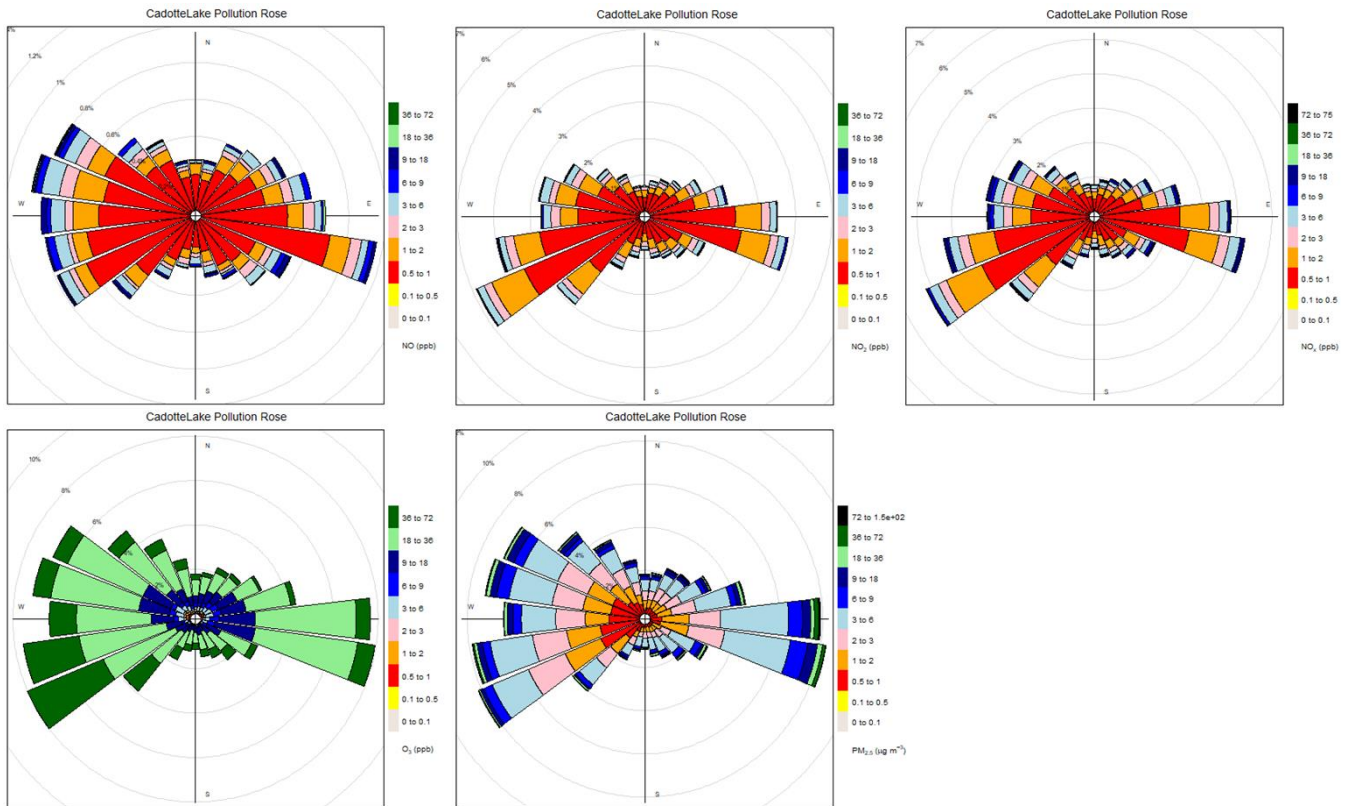 CadotteLake Pollution Rose
N
E
S
W
1.2%
1%
0.8%
0.6%
0.4%
36 to 72
18 to 36
9 to 18
6 to 9
3 to 6
2 to 3
1 to 2
0.5 to 1
0.1 to 0.5
0 to 0.1
NO (ppb)
CadotteLake Pollution Rose
N
E
S
W
7%
6%
5%
4%
3%
2%
1%
36 to 72
18 to 36
9 to 18
6 to 9
3 to 6
2 to 3
1 to 2
0.5 to 1
0.1 to 0.5
0 to 0.1
NO₂ (ppb)
CadotteLake Pollution Rose
N
E
S
W
7%
6%
5%
4%
3%
2%
72 to 75
36 to 72
18 to 36
9 to 18
6 to 9
3 to 6
2 to 3
1 to 2
0.5 to 1
0.1 to 0.5
0 to 0.1
NOₓ (ppb)
CadotteLake Pollution Rose
N
E
S
W
10%
8%
6%
4%
2%
36 to 72
18 to 36
9 to 18
6 to 9
3 to 6
2 to 3
1 to 2
0.5 to 1
0.1 to 0.5
0 to 0.1
O₃ (ppb)
CadotteLake Pollution Rose
N
E
S
W
10%
8%
6%
4%
2%
72 to 1.5e+02
36 to 72
18 to 36
9 to 18
6 to 9
3 to 6
2 to 3
1 to 2
0.5 to 1
0.1 to 0.5
0 to 0.1
PM₂.₅ (μg m⁻³)